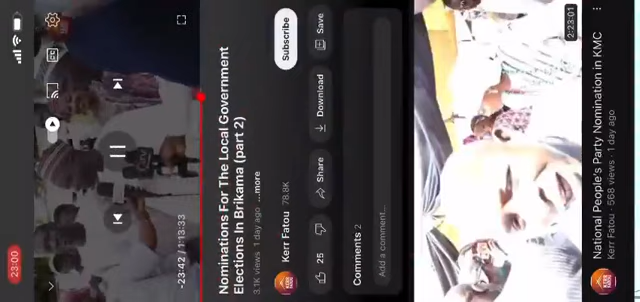 23:00
-23:42 / 1:13:33
Nominations For The Local Government
Elections In Brikama (part 2)
3.1K views 1 day ago ...more
Kerr Fatou 78.8K
Subscribe
25
Share
Download
Save
Comments 2
Add a comment...
2:23:01
National People's Party Nomination in KMC
Kerr Fatou · 568 views · 1 day ago